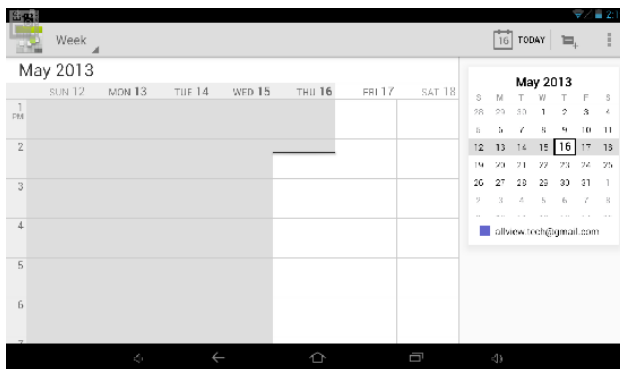 2:1
Week
16 TODAY
May 2013
SUN 12 MON 13 TUE 14 WED 15 THU 16 FRI 17 SAT 18
1
PM
2
3
4
5
6
7
May 2013
S M T W T F S
28 29 30 1 2 3 4
5 6 7 8 9 10 11
12 13 14 15 16 17 18
19 20 21 22 23 24 25
26 27 28 29 30 31 1
2 3 4 5 6 7 8
allview.tech@gmail.com